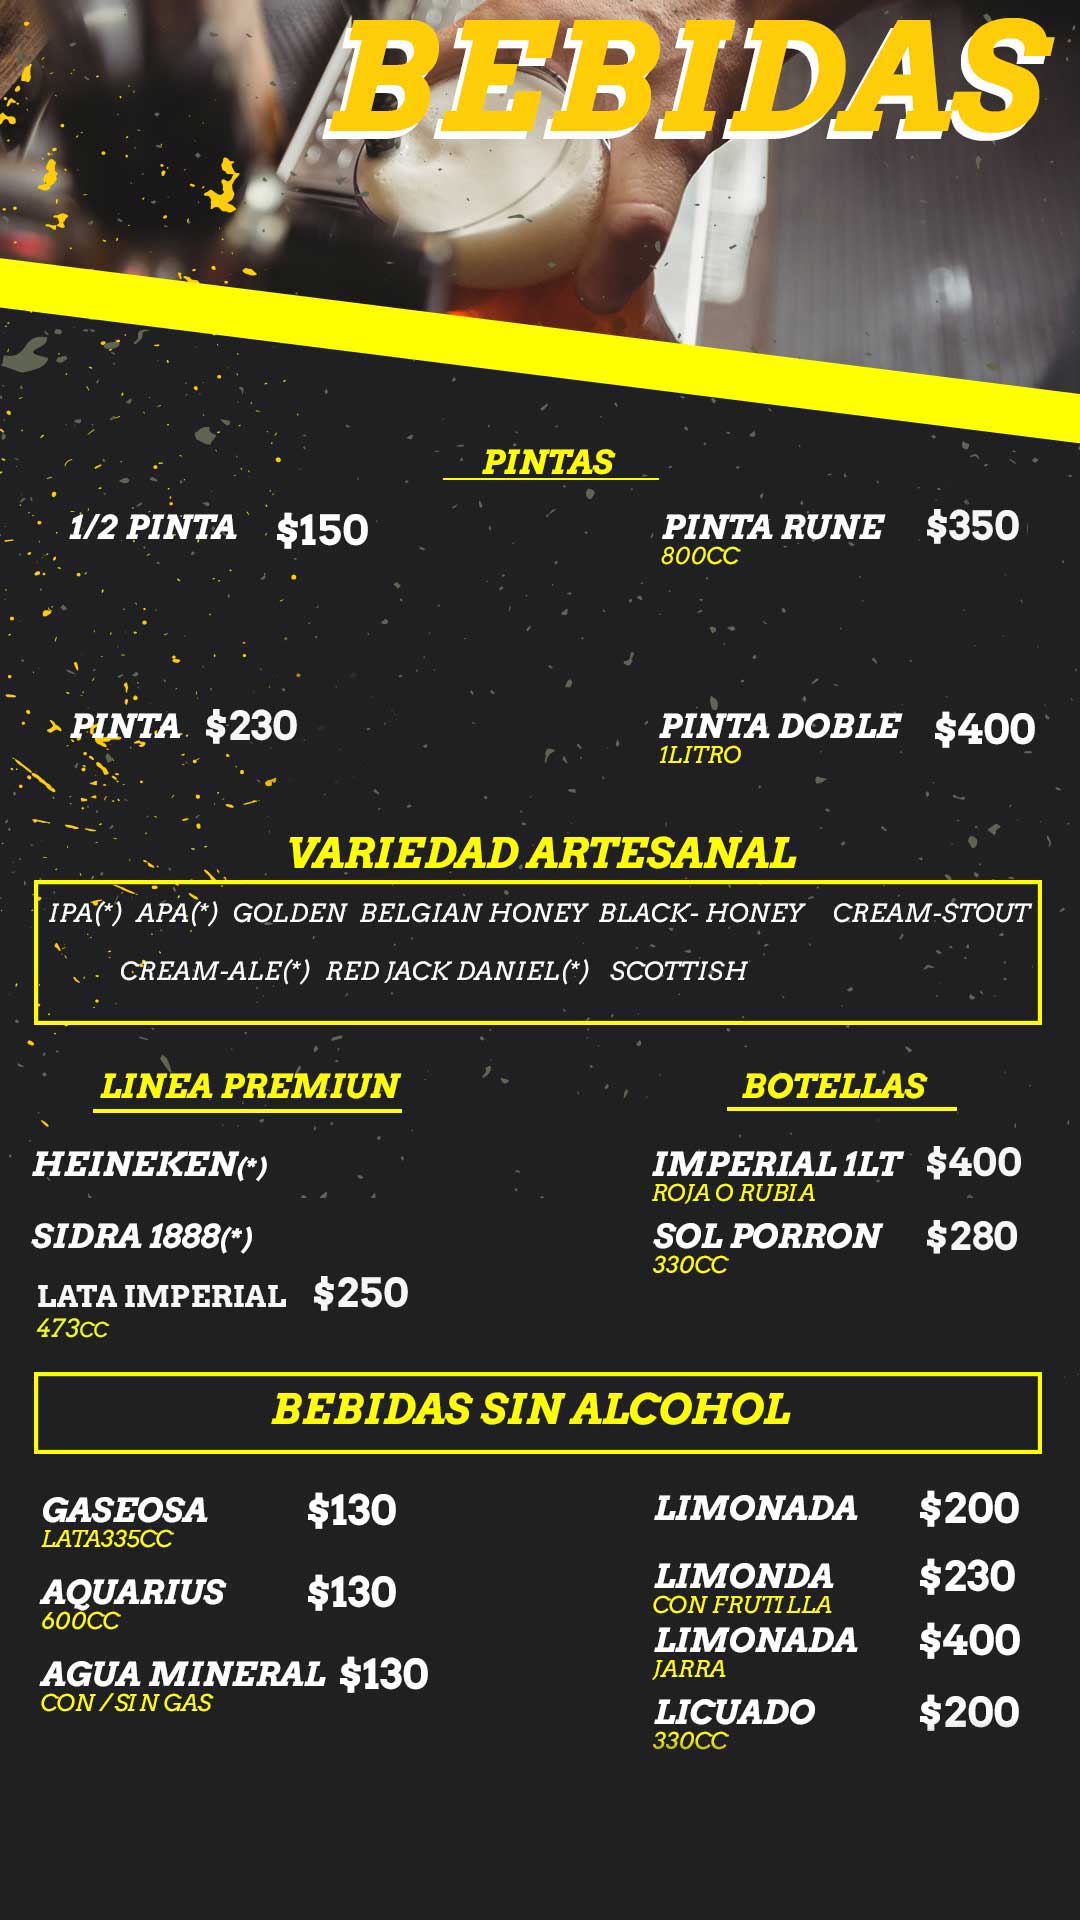 BEBIDAS
PINTAS
1/2 PINTA $150
PINTA RUNE $350
800CC
PINTA $230
PINTA DOBLE $400
1LITRO
VARIEDAD ARTESANAL
IPA(*) APA(*) GOLDEN BELGIAN HONEY BLACK- HONEY CREAM-STOUT
CREAM-ALE(*) RED JACK DANIEL(*) SCOTTISH
LINEA PREMIUN
HEINEKEN(*)
SIDRA 1888(*)
LATA IMPERIAL $250
473CC
BOTELLAS
IMPERIAL 1LT $400
ROJA O RUBIA
SOL PORRON $280
330CC
BEBIDAS SIN ALCOHOL
GASEOSA $130
LATA335CC
AQUARIUS $130
600CC
AGUA MINERAL $130
CON / SIN GAS
LIMONADA $200
LIMONDA $230
CON FRUTILLA
LIMONADA $400
JARRA
LICUADO $200
330CC